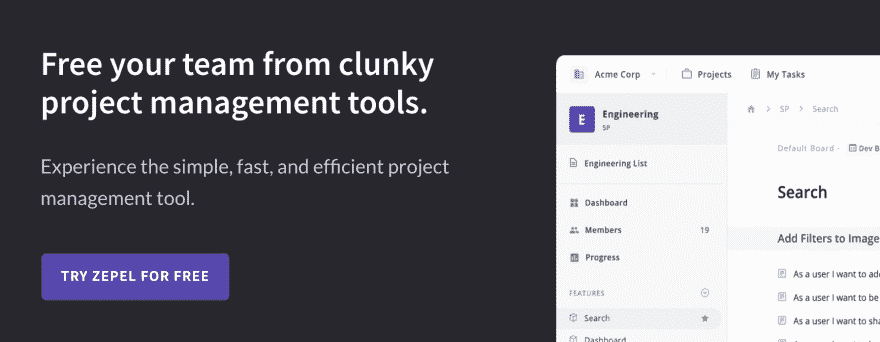 Free your team from clunky
project management tools.
Experience the simple, fast, and efficient project
management tool.
TRY ZEPEL FOR FREE
Acme Corp
Projects
My Tasks
E
Engineering
SP
Engineering List
Dashboard
Members 19
Progress
FEATURES
Search
Dashboard
SP > Search
Default Board - Dev B
Search
Add Filters to Image
As a user I want to add
As a user I want to be
As a user I want to sha